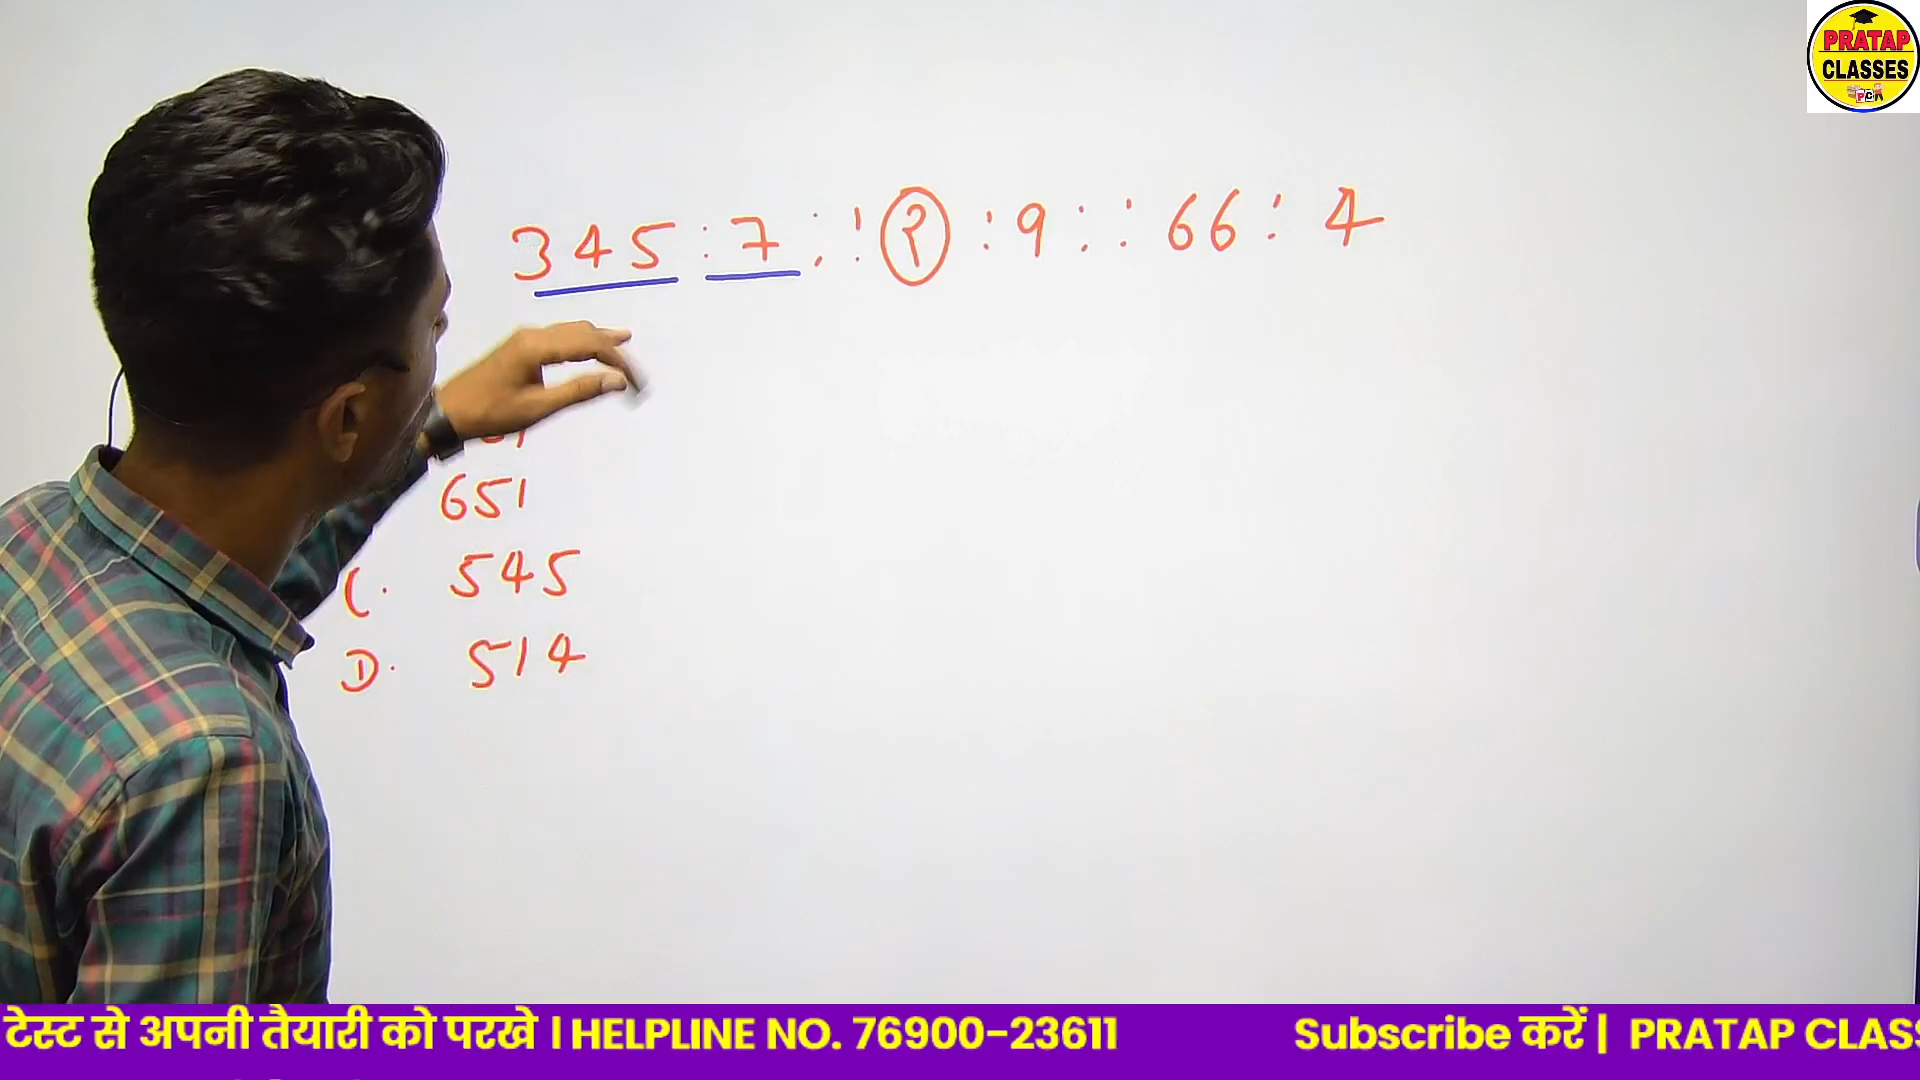 PRATAP
CLASSES
345 : 7 :: ? : 9 :: 66 : 4
651
C. 545
D. 514
टेस्ट से अपनी तैयारी को परखे । HELPLINE NO. 76900-23611 Subscribe करें | PRATAP CLASS